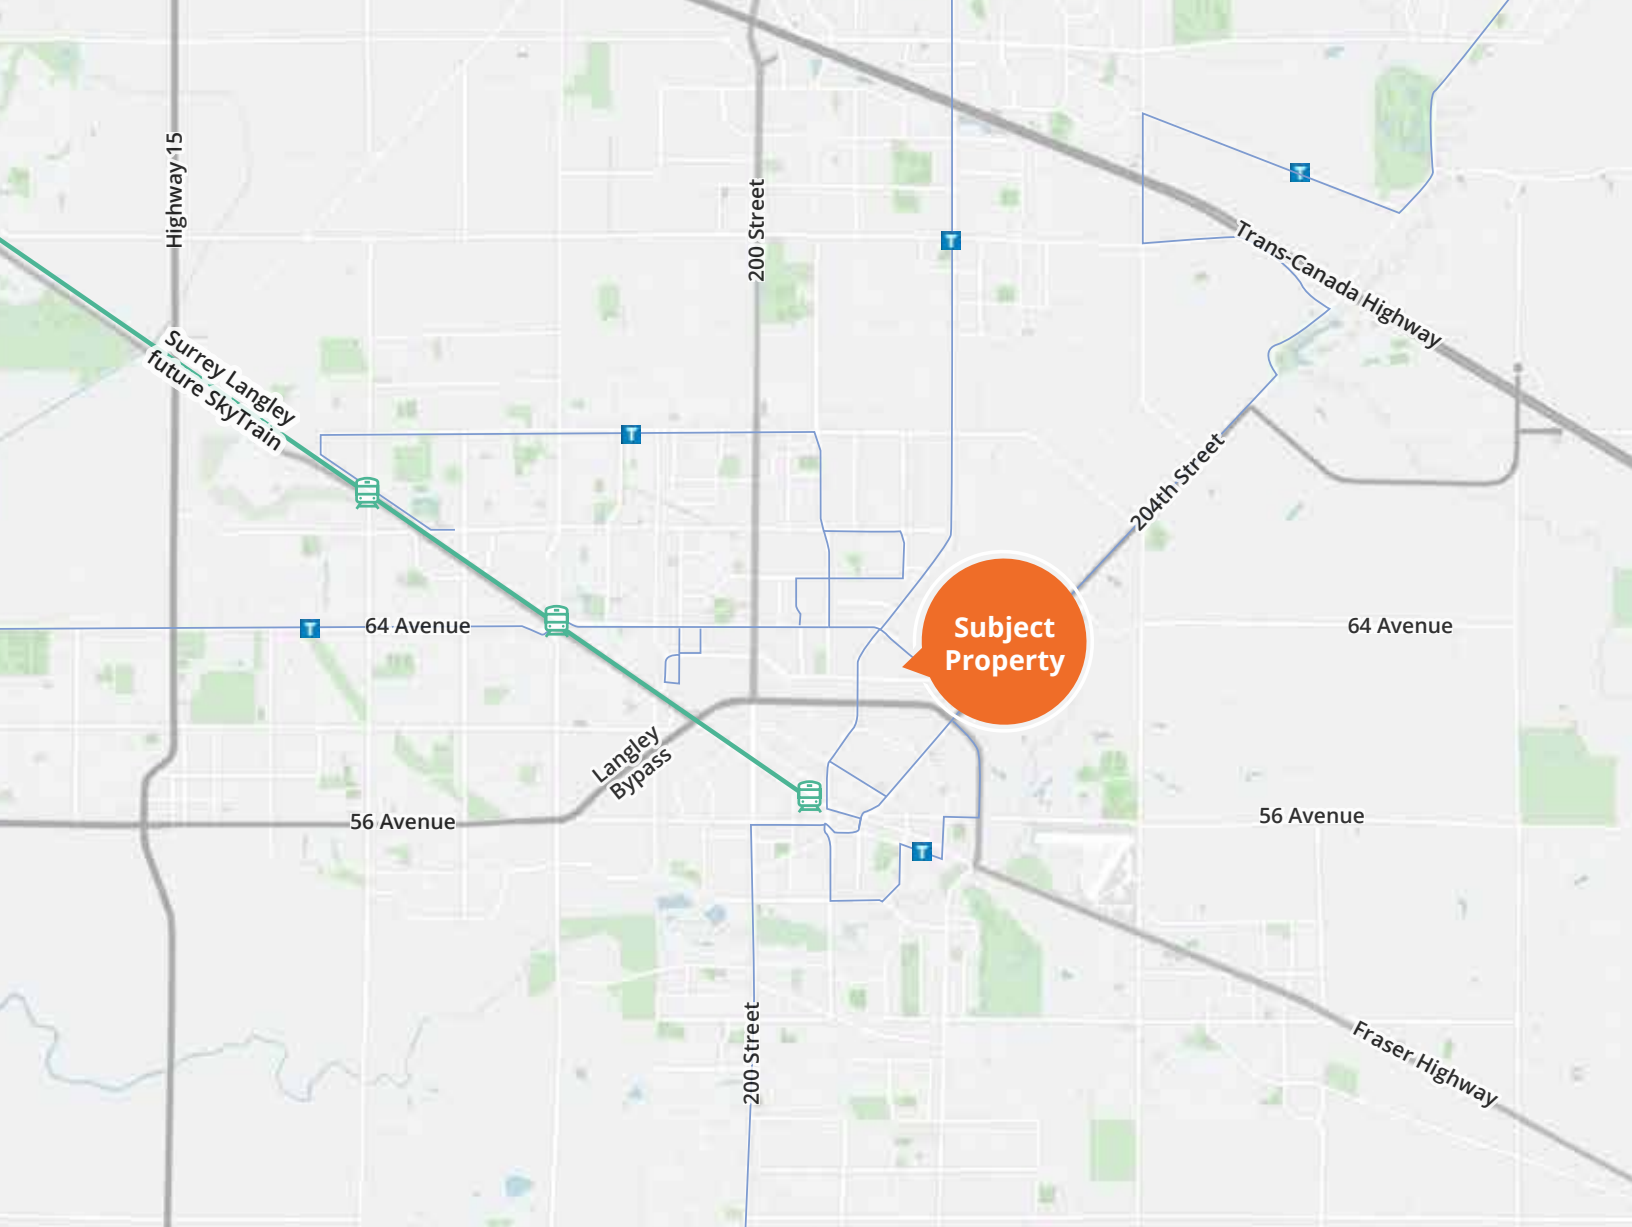 Highway 15
200 Street
Trans-Canada Highway
T
T
T
Surrey Langley
future SkyTrain
204th Street
64 Avenue
T
64 Avenue
Subject
Property
Langley
Bypass
56 Avenue
56 Avenue
T
200 Street
Fraser Highway